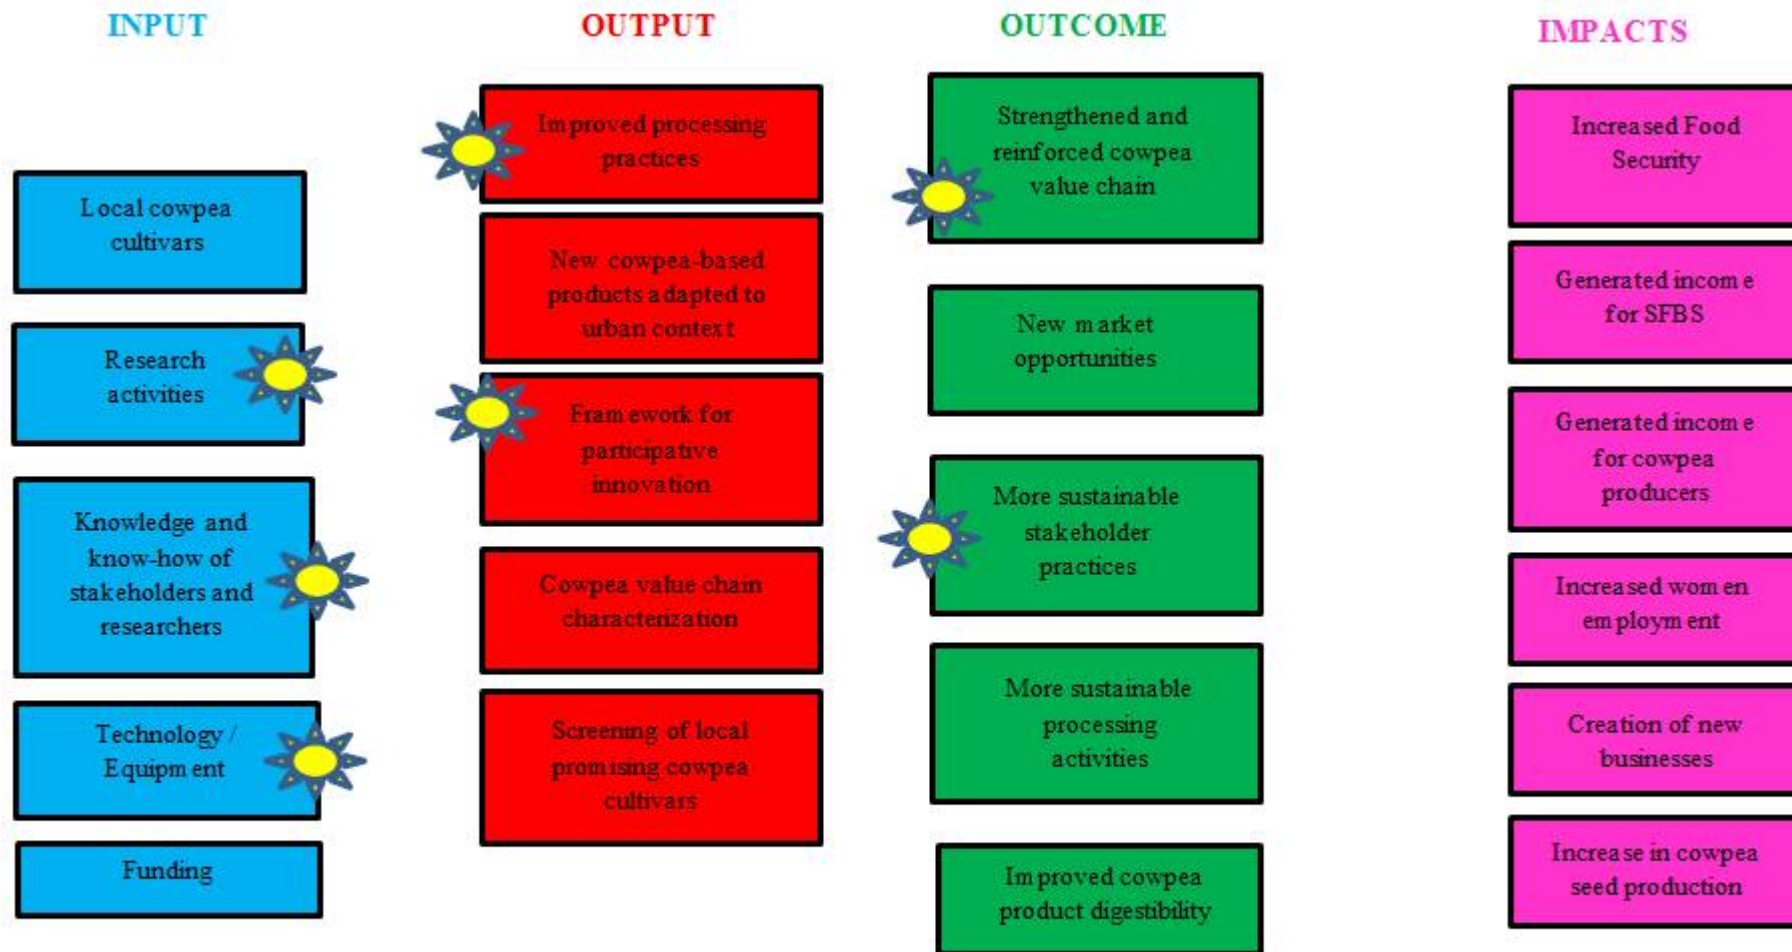 INPUT
OUTPUT
OUTCOME
IMPACTS
Local cowpea
cultivars
Research
activities
Knowledge and
know-how of
stakeholders and
researchers
Technology /
Equipment
Funding
Improved processing
practices
New cowpea-based
products adapted to
urban context
Framework for
participative
innovation
Cowpea value chain
characterization
Screening of local
promising cowpea
cultivars
Strengthened and
reinforced cowpea
value chain
New market
opportunities
More sustainable
stakeholder
practices
More sustainable
processing
activities
Improved cowpea
product digestibility
Increased Food
Security
Generated income
for SFBS
Generated income
for cowpea
producers
Increased women
employment
Creation of new
businesses
Increase in cowpea
seed production